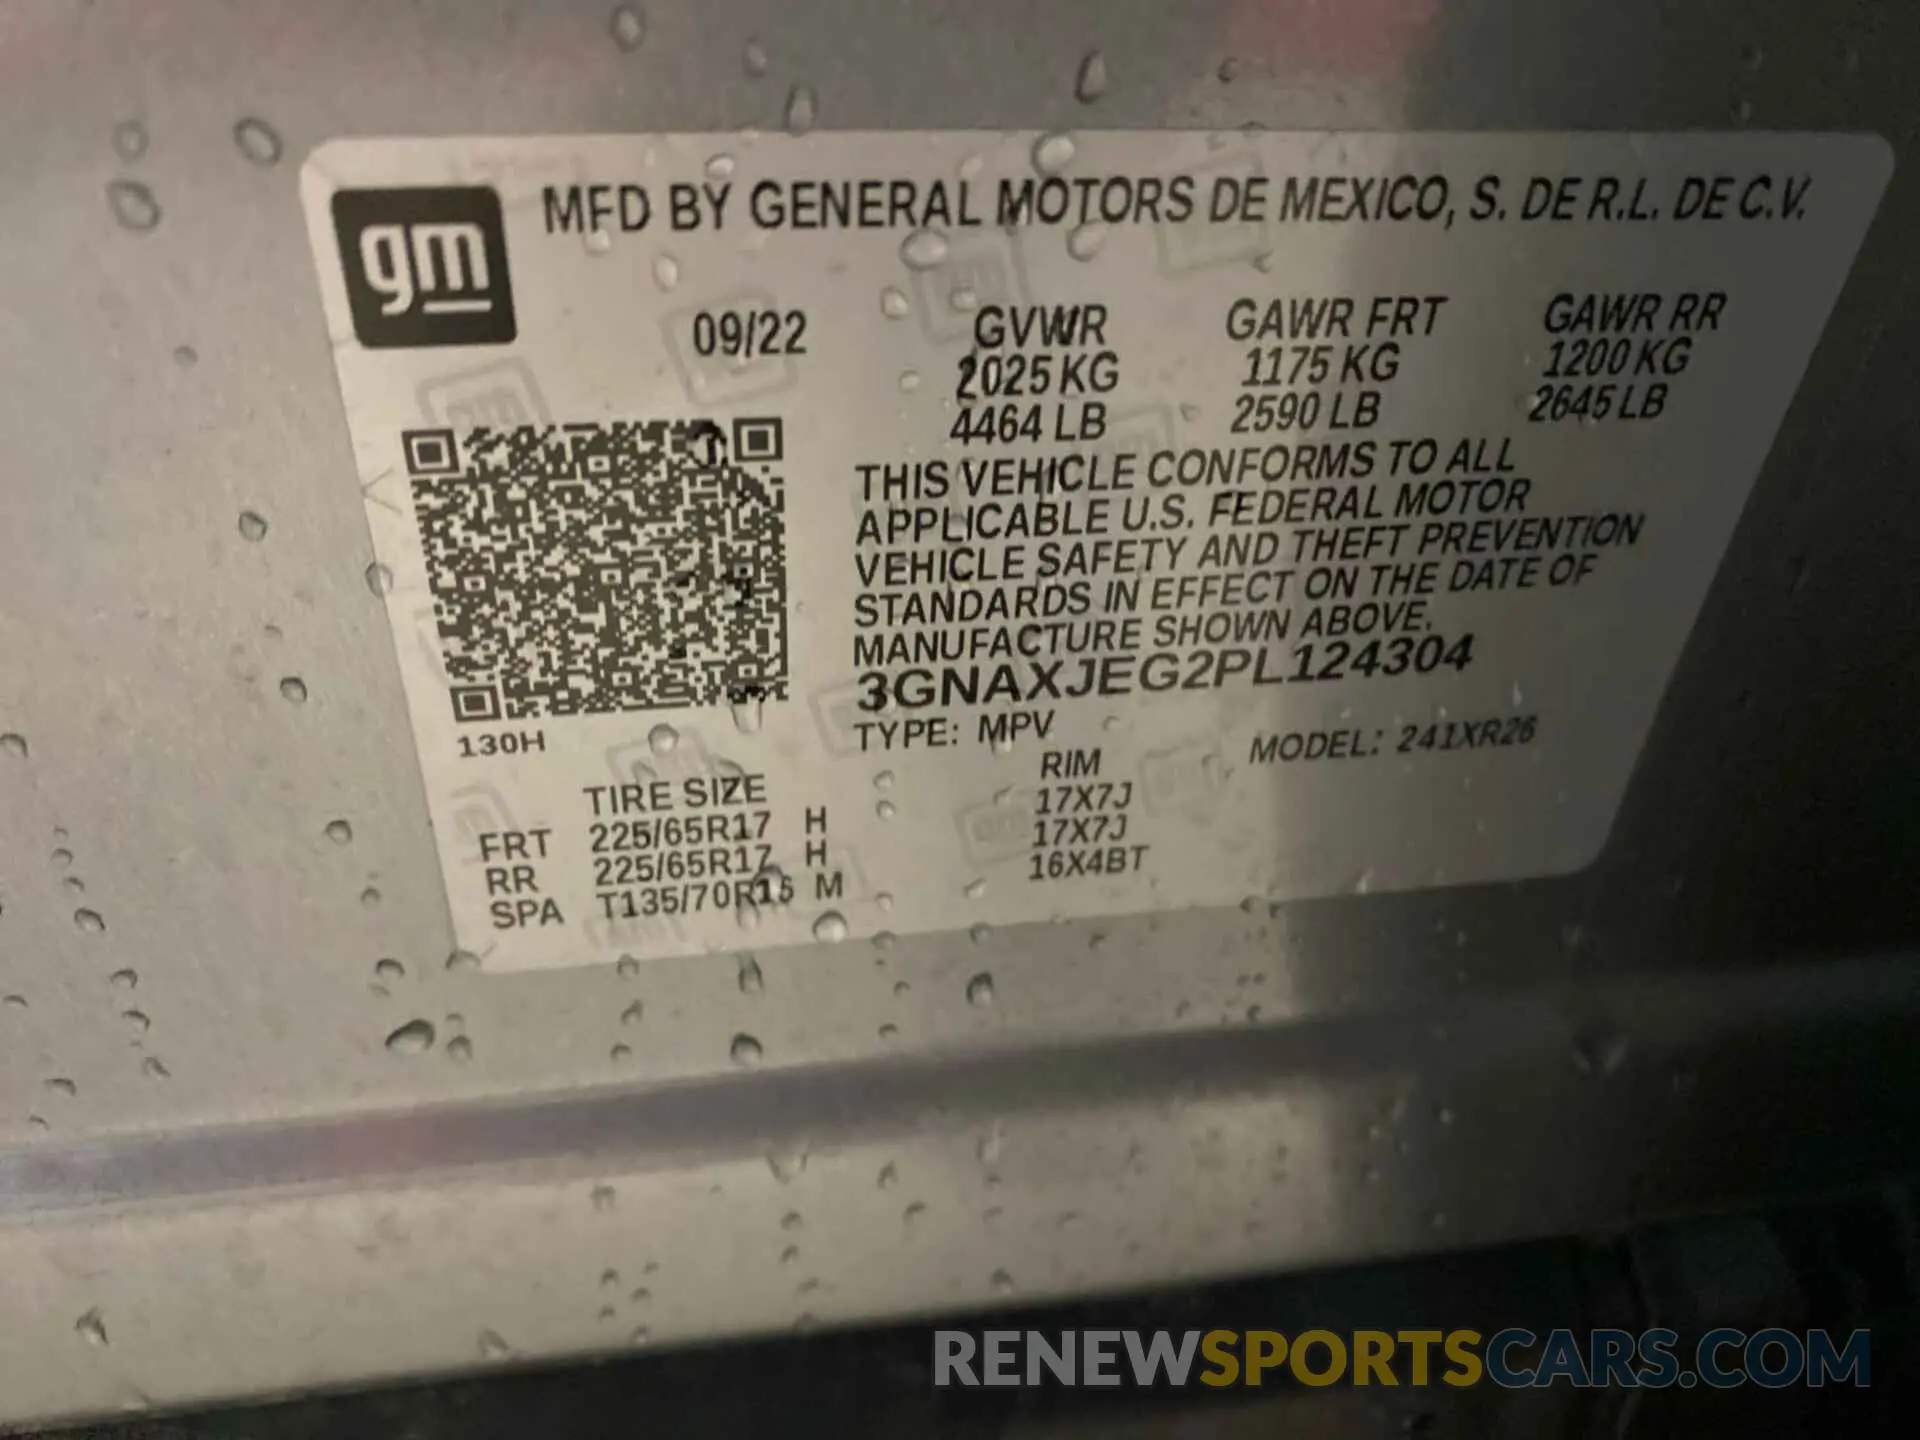 gm
MFD BY GENERAL MOTORS DE MEXICO, S. DE R.L. DE C.V.
09/22 GVWR GAWR FRT GAWR RR
2025 KG 1175 KG 1200 KG
4464 LB 2590 LB 2645 LB
THIS VEHICLE CONFORMS TO ALL
APPLICABLE U.S. FEDERAL MOTOR
VEHICLE SAFETY AND THEFT PREVENTION
STANDARDS IN EFFECT ON THE DATE OF
MANUFACTURE SHOWN ABOVE.
3GNAXJEG2PL124304
130H
TYPE: MPV MODEL: 241XR26
TIRE SIZE RIM
FRT 225/65R17 H 17X7J
RR 225/65R17 H 17X7J
SPA T135/70R16 M 16X4BT
RENEWSPORTSCARS.COM